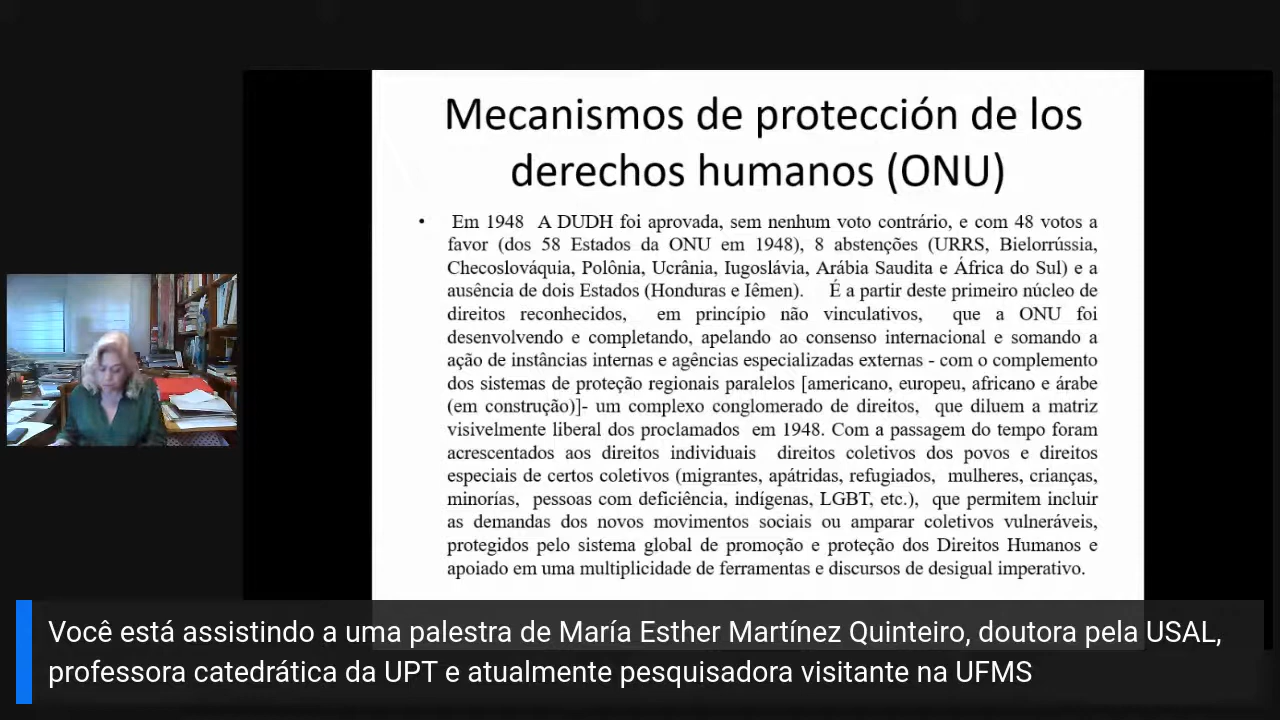 Mecanismos de protección de los
derechos humanos (ONU)
• Em 1948 A DUDH foi aprovada, sem nenhum voto contrário, e com 48 votos a
favor (dos 58 Estados da ONU em 1948), 8 abstenções (URRS, Bielorrússia,
Checoslováquia, Polônia, Ucrânia, Iugoslávia, Arábia Saudita e África do Sul) e a
ausência de dois Estados (Honduras e Iêmen). É a partir deste primeiro núcleo de
direitos reconhecidos, em princípio não vinculativos, que a ONU foi
desenvolvendo e completando, apelando ao consenso internacional e somando a
ação de instâncias internas e agências especializadas externas - com o complemento
dos sistemas de proteção regionais paralelos [americano, europeu, africano e árabe
(em construção)]- um complexo conglomerado de direitos, que diluem a matriz
visivelmente liberal dos proclamados em 1948. Com a passagem do tempo foram
acrescentados aos direitos individuais direitos coletivos dos povos e direitos
especiais de certos coletivos (migrantes, apátridas, refugiados, mulheres, crianças,
minorías, pessoas com deficiência, indígenas, LGBT, etc.), que permitem incluir
as demandas dos novos movimentos sociais ou amparar coletivos vulneráveis,
protegidos pelo sistema global de promoção e proteção dos Direitos Humanos e
apoiado em uma multiplicidade de ferramentas e discursos de desigual imperativo.
Você está assistindo a uma palestra de María Esther Martínez Quinteiro, doutora pela USAL,
professora catedrática da UPT e atualmente pesquisadora visitante na UFMS